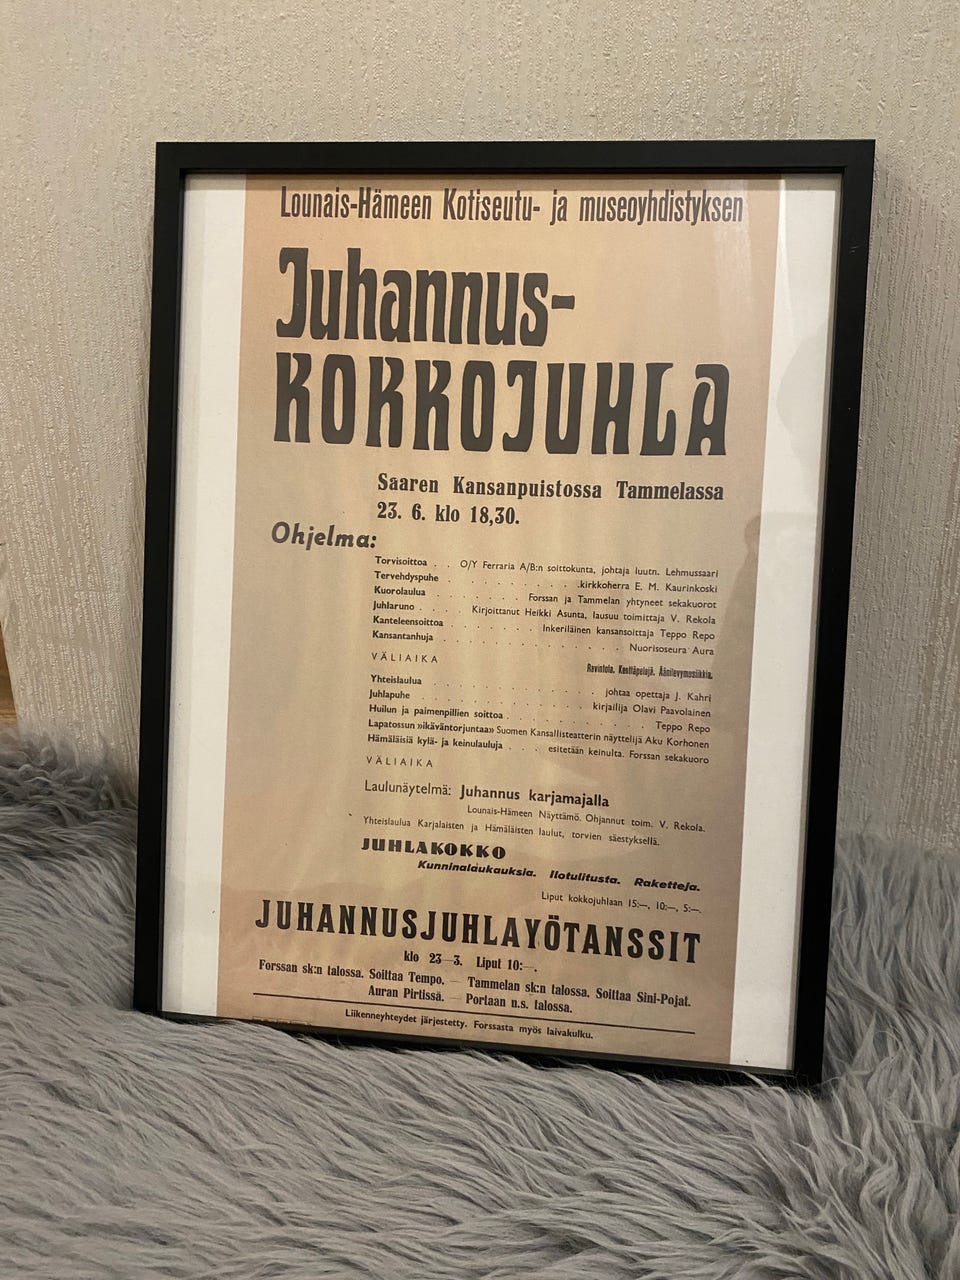 Lounais-Hämeen Kotiseutu- ja museoyhdistyksen
Juhannus-
KOKKOJUHLA
Saaren Kansanpuistossa Tammelassa
23. 6. klo 18,30.
Ohjelma:
Torvisoittoa . . O/Y Ferraria A/B:n soittokunta, johtaja luutn. Lehmussaari
Tervehdyspuhe . . . . . . . . . kirkkoherra E. M. Kaurinkoski
Kuorolaulua . . . . . . . Forssan ja Tammelan yhtyneet sekakuorot
Juhlaruno . . . . Kirjoittanut Heikki Asunta, lausuu toimittaja V. Rekola
Kanteleensoittoa . . . . . . Inkeriläinen kansansoittaja Teppo Repo
Kansantanhuja . . . . . . . . . . . Nuorisoseura Aura
VÄLIAIKA Ravintola. Kenttäpelejä. Äänilevymusiikkia.
Yhteislaulua . . . . . . . . . . . johtaa opettaja J. Kahri
Juhlapuhe . . . . . . . . . . kirjailija Olavi Paavolainen
Huilun ja paimenpillien soittoa . . . . . . . . . Teppo Repo
Lapatossun »ikäväntorjuntaa» Suomen Kansallisteatterin näyttelijä Aku Korhonen
Hämäläisiä kylä- ja keinulauluja . . . esitetään keinulta. Forssan sekakuoro
VÄLIAIKA
Laulunäytelmä: Juhannus karjamajalla
Lounais-Hämeen Näyttämö. Ohjannut toim. V. Rekola.
Yhteislaulua Karjalaisten ja Hämäläisten laulut, torvien säestyksellä.
JUHLAKOKKO
Kunninalaukauksia. Ilotulitusta. Raketteja.
Liput kokkojuhlaan 15:—, 10:—, 5:—.
JUHANNUSJUHLAYÖTANSSIT
klo 23—3. Liput 10:—.
Forssan sk:n talossa. Soittaa Tempo. — Tammelan sk:n talossa. Soittaa Sini-Pojat.
Auran Pirtissä. — Portaan n.s. talossa.
Liikenneyhteydet järjestetty. Forssasta myös laivakulku.